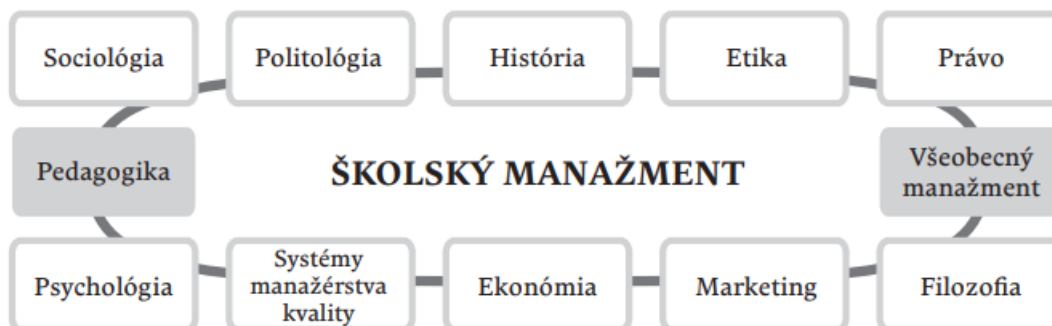 Sociológia
Politológia
História
Etika
Právo
Pedagogika
ŠKOLSKÝ MANAŽMENT
Všeobecný
manažment
Psychológia
Systémy
manažérstva
kvality
Ekonómia
Marketing
Filozofia